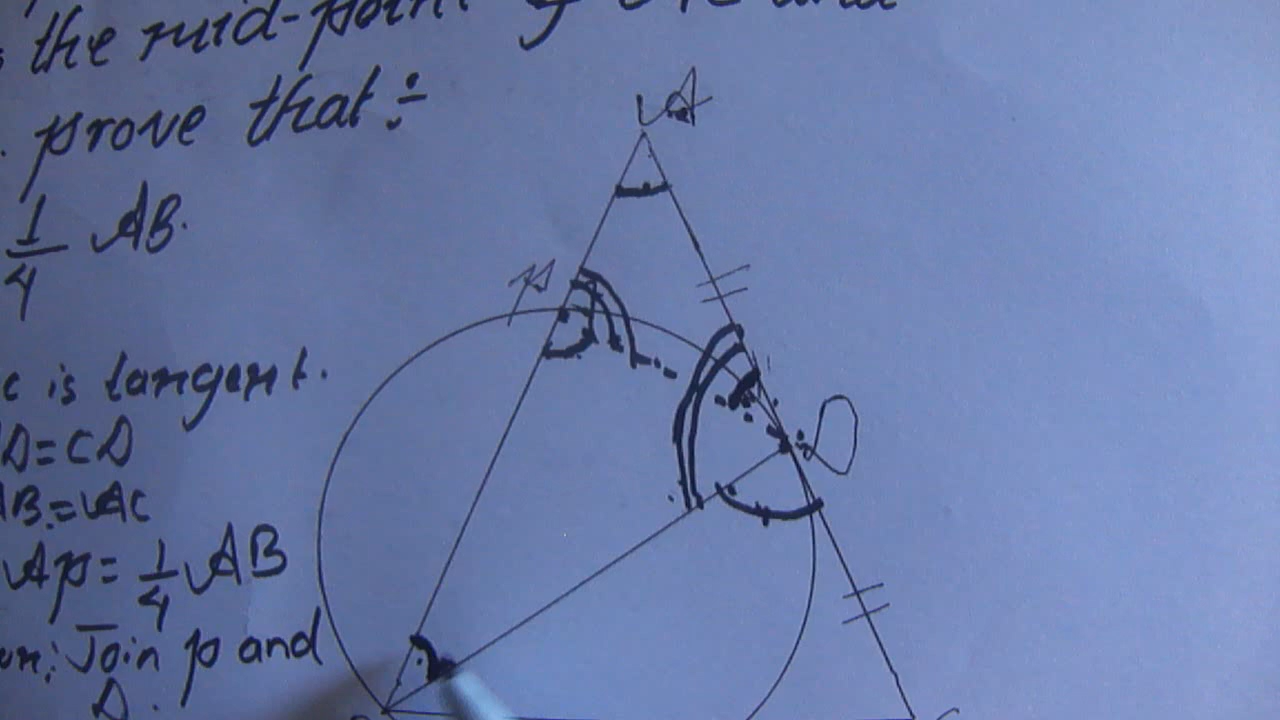 the mid-point of
prove that ÷
1/4 AB.
c is tangent.
D = CD
AB = AC
AP = 1/4 AB
Join p and
D.
A
P
D